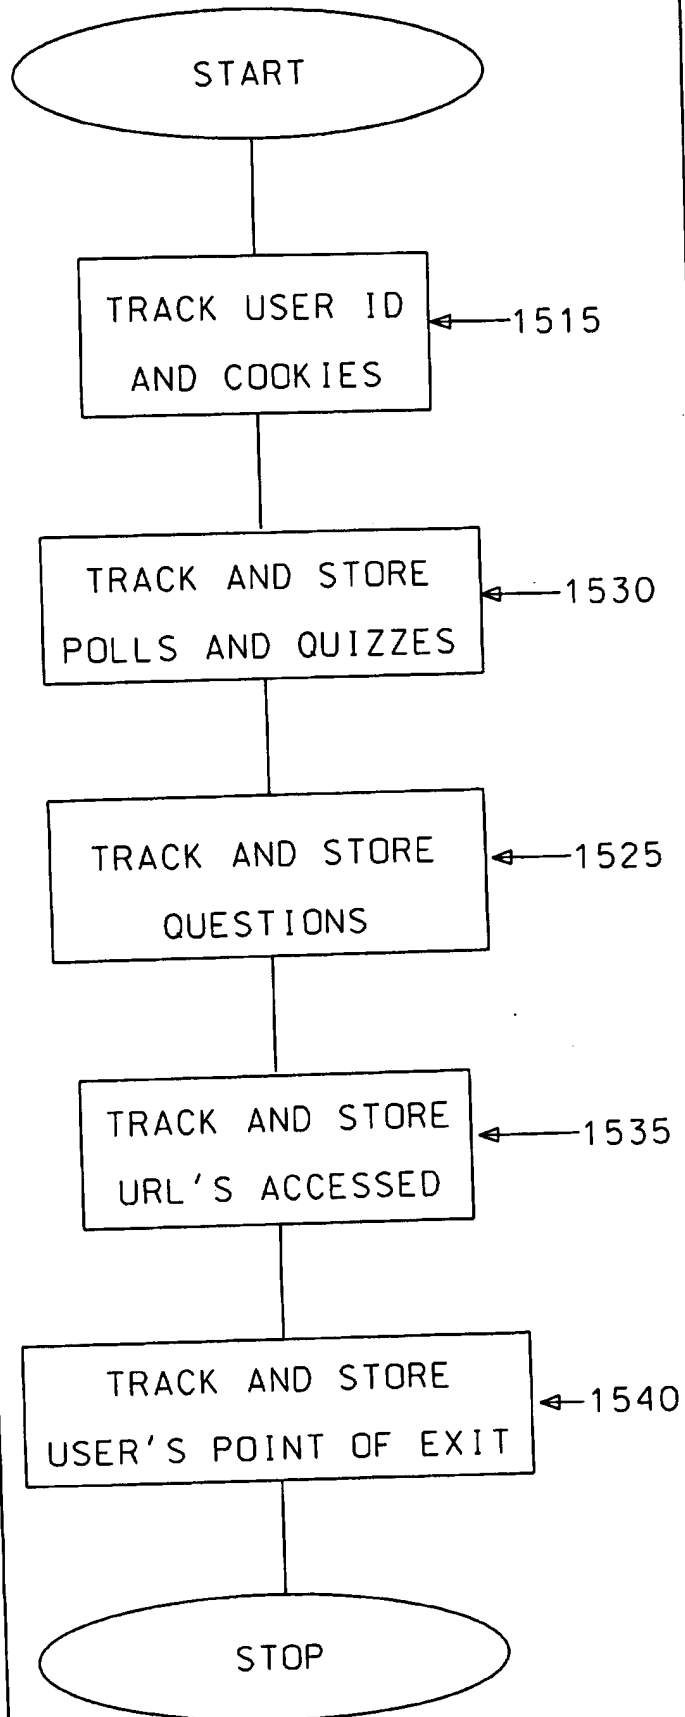 START
TRACK USER ID
AND COOKIES
1515
TRACK AND STORE
POLLS AND QUIZZES
1530
TRACK AND STORE
QUESTIONS
1525
TRACK AND STORE
URL'S ACCESSED
1535
TRACK AND STORE
USER'S POINT OF EXIT
1540
STOP